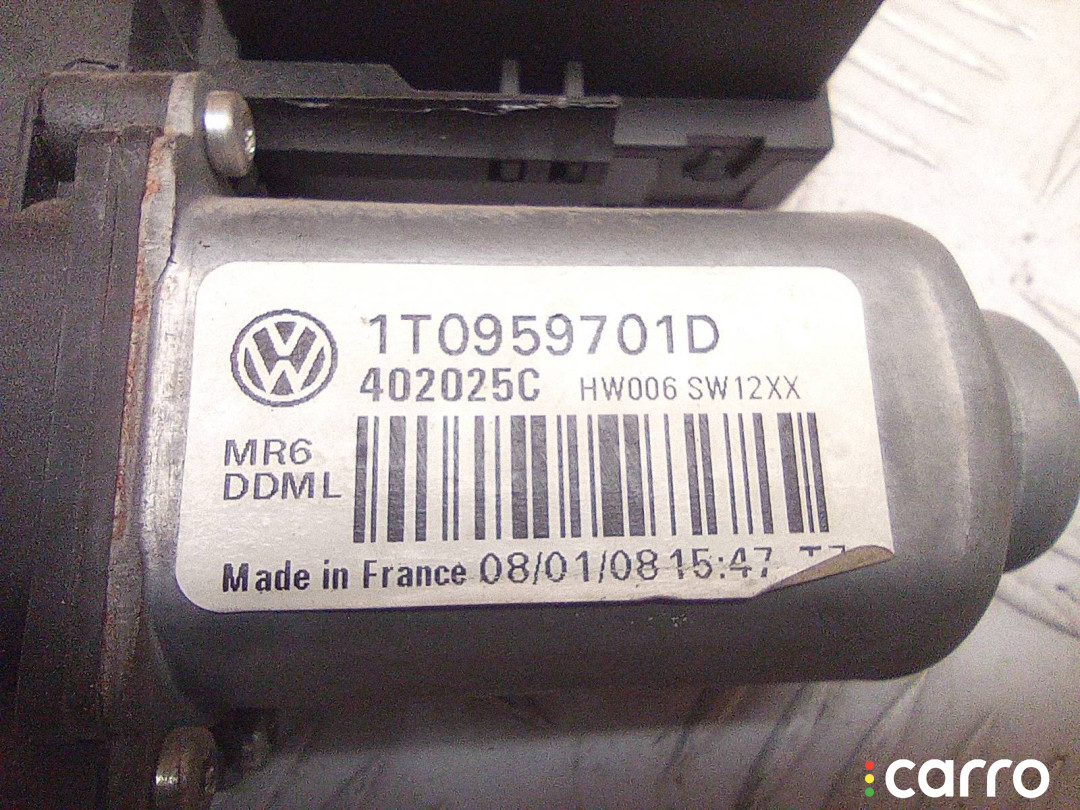 1T0959701D
402025C HW006 SW12XX
MR6
DDML
Made in France 08/01/08 15:47
carro